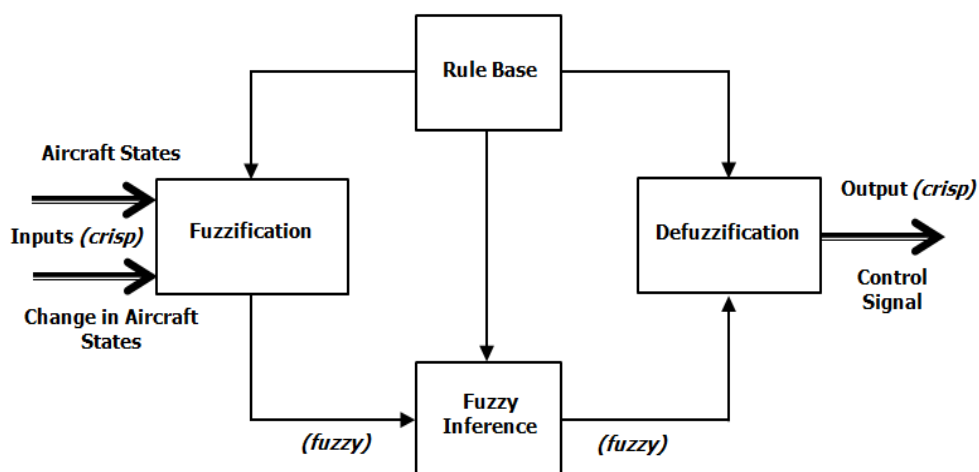 Rule Base
Aircraft States
Inputs (crisp)
Change in Aircraft
States
Fuzzification
Defuzzification
Output (crisp)
Control
Signal
Fuzzy
Inference
(fuzzy)
(fuzzy)